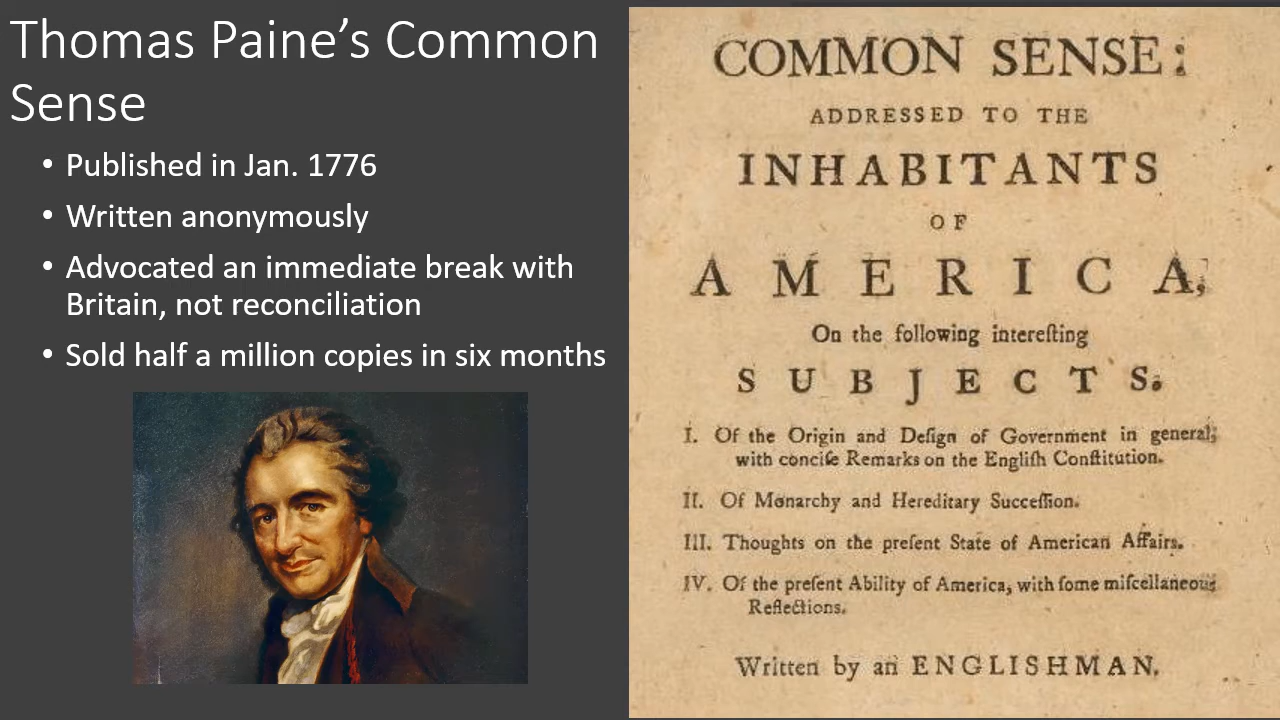 Thomas Paine’s Common
Sense
• Published in Jan. 1776
• Written anonymously
• Advocated an immediate break with
Britain, not reconciliation
• Sold half a million copies in six months
COMMON SENSE:
ADDRESSED TO THE
INHABITANTS
OF
AMERICA,
On the following intereſting
SUBJECTS.
I. Of the Origin and Deſign of Government in general;
with conciſe Remarks on the Engliſh Conſtitution.
II. Of Monarchy and Hereditary Succeſſion.
III. Thoughts on the preſent State of American Affairs.
IV. Of the preſent Ability of America, with ſome miſcellaneous
Reflections.
Written by an ENGLISHMAN.